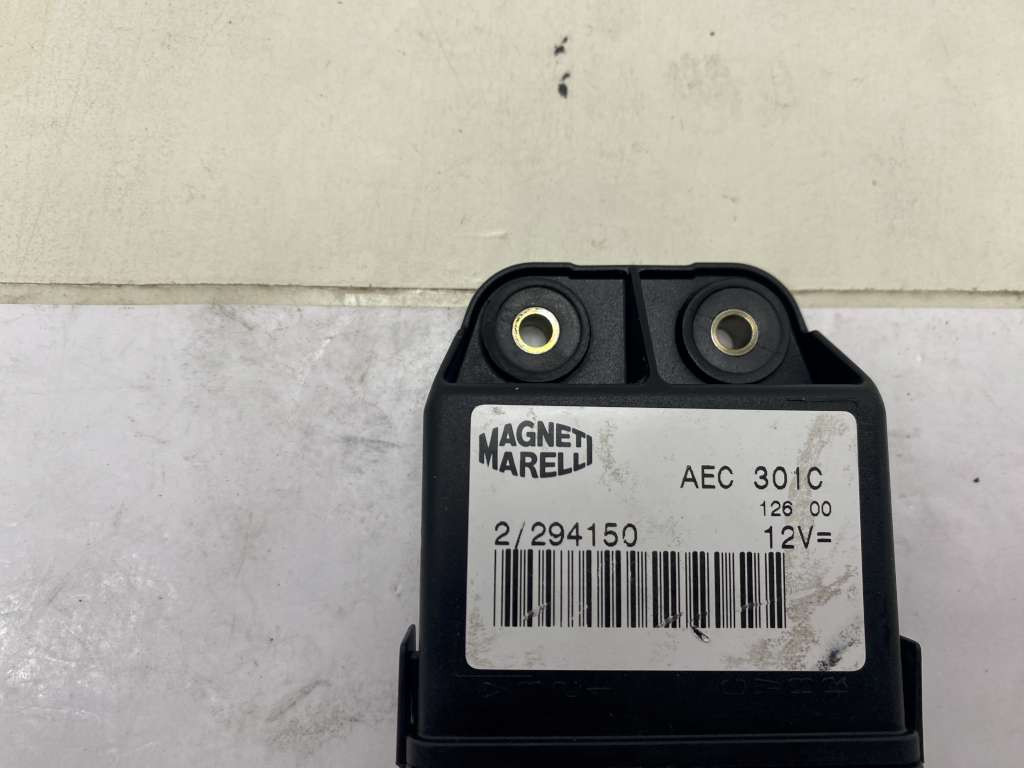 MAGNETI
MARELLI
AEC 301C
126 00
2/294150
12V=